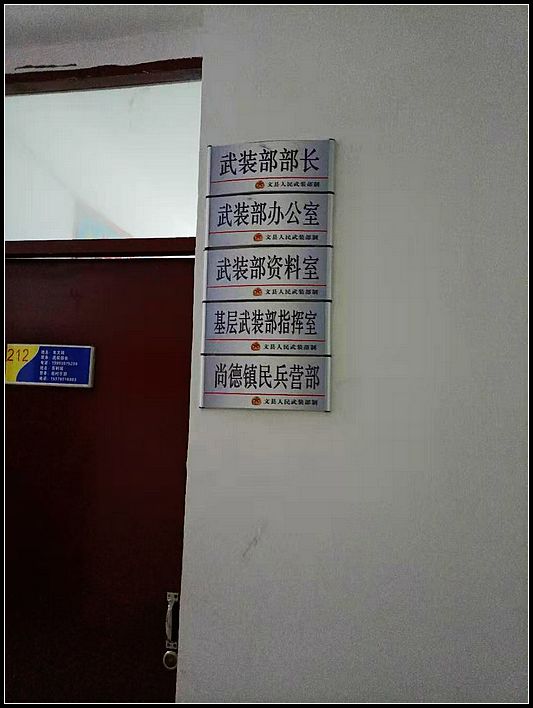 武装部部长
文县人民武装部制
武装部办公室
文县人民武装部制
武装部资料室
文县人民武装部制
基层武装部指挥室
文县人民武装部制
尚德镇民兵营部
文县人民武装部制
212